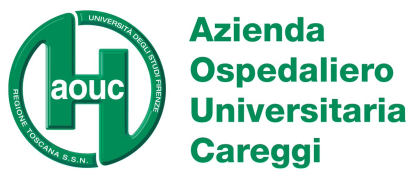 UNIVERSITÀ DEGLI STUDI FIRENZE
aouc
REGIONE TOSCANA S.S.N.
Azienda
Ospedaliero
Universitaria
Careggi